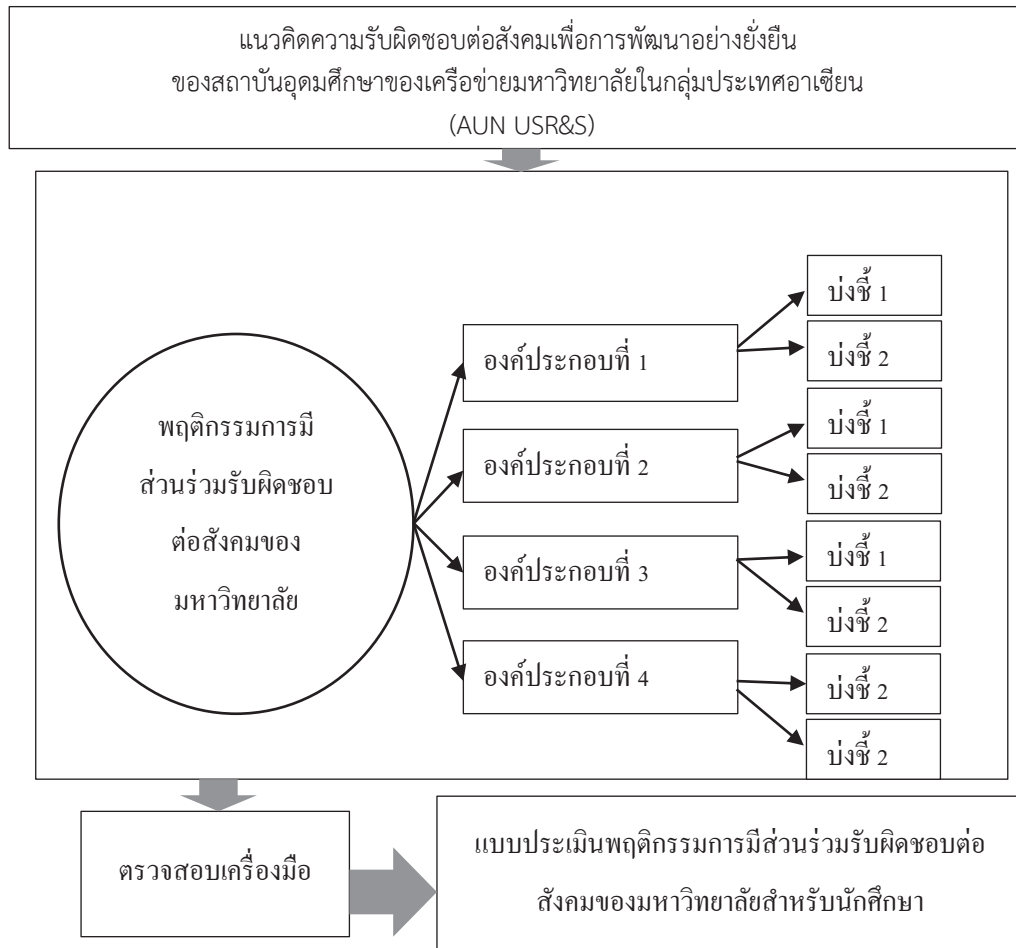 แนวคิดความรับผิดชอบต่อสังคมเพื่อการพัฒนาอย่างยั่งยืน
ของสถาบันอุดมศึกษาของเครือข่ายมหาวิทยาลัยในกลุ่มประเทศอาเซียน
(AUN USR&S)
พฤติกรรมการมี
ส่วนร่วมรับผิดชอบ
ต่อสังคมของ
มหาวิทยาลัย
องค์ประกอบที่ 1
บ่งชี้ 1
บ่งชี้ 2
องค์ประกอบที่ 2
บ่งชี้ 1
บ่งชี้ 2
องค์ประกอบที่ 3
บ่งชี้ 1
บ่งชี้ 2
องค์ประกอบที่ 4
บ่งชี้ 2
บ่งชี้ 2
ตรวจสอบเครื่องมือ
แบบประเมินพฤติกรรมการมีส่วนร่วมรับผิดชอบต่อ
สังคมของมหาวิทยาลัยสำหรับนักศึกษา